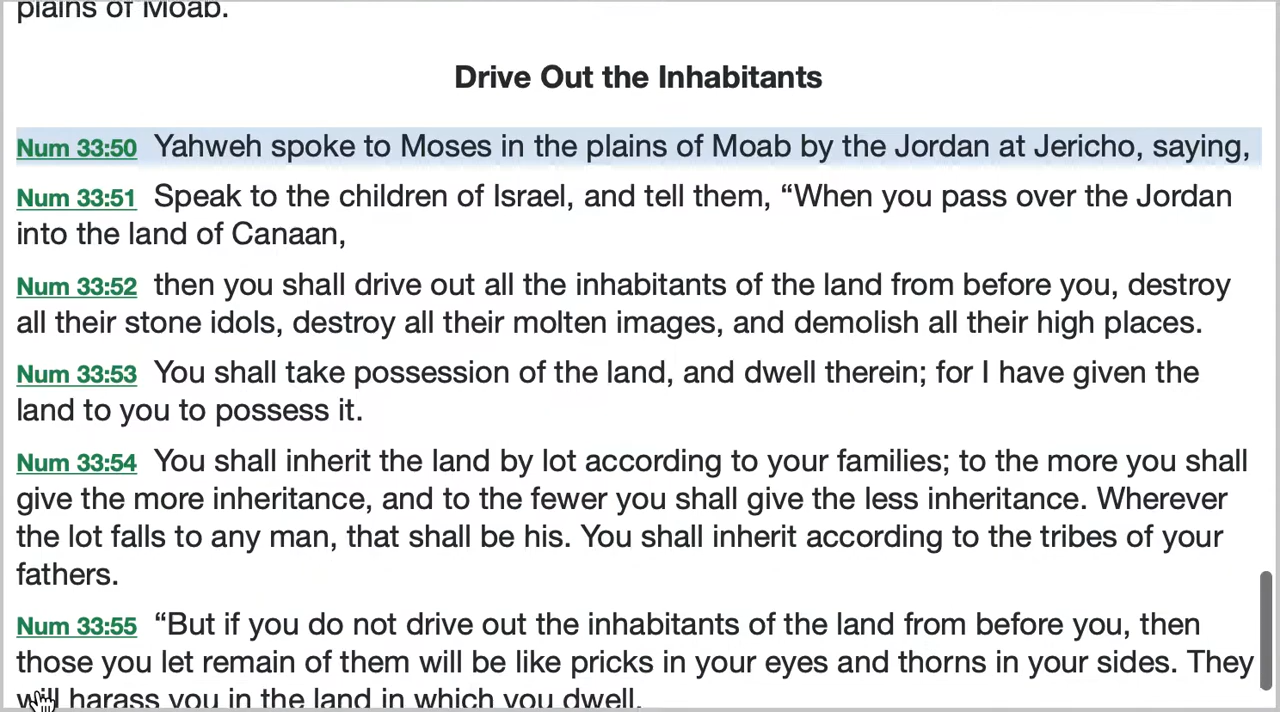 plains of Moab.
Drive Out the Inhabitants
Num 33:50 Yahweh spoke to Moses in the plains of Moab by the Jordan at Jericho, saying,
Num 33:51 Speak to the children of Israel, and tell them, “When you pass over the Jordan
into the land of Canaan,
Num 33:52 then you shall drive out all the inhabitants of the land from before you, destroy
all their stone idols, destroy all their molten images, and demolish all their high places.
Num 33:53 You shall take possession of the land, and dwell therein; for I have given the
land to you to possess it.
Num 33:54 You shall inherit the land by lot according to your families; to the more you shall
give the more inheritance, and to the fewer you shall give the less inheritance. Wherever
the lot falls to any man, that shall be his. You shall inherit according to the tribes of your
fathers.
Num 33:55 “But if you do not drive out the inhabitants of the land from before you, then
those you let remain of them will be like pricks in your eyes and thorns in your sides. They
will harass you in the land in which you dwell.